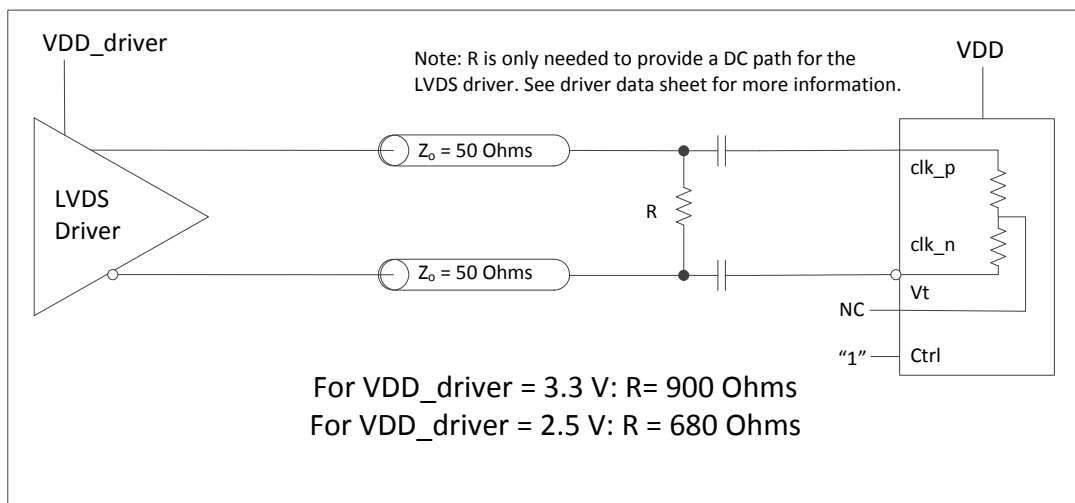 VDD_driver
Note: R is only needed to provide a DC path for the
LVDS driver. See driver data sheet for more information.
VDD
Zo = 50 Ohms
clk_p
LVDS
Driver
R
clk_n
Zo = 50 Ohms
Vt
NC
“1”
Ctrl
For VDD_driver = 3.3 V: R= 900 Ohms
For VDD_driver = 2.5 V: R = 680 Ohms